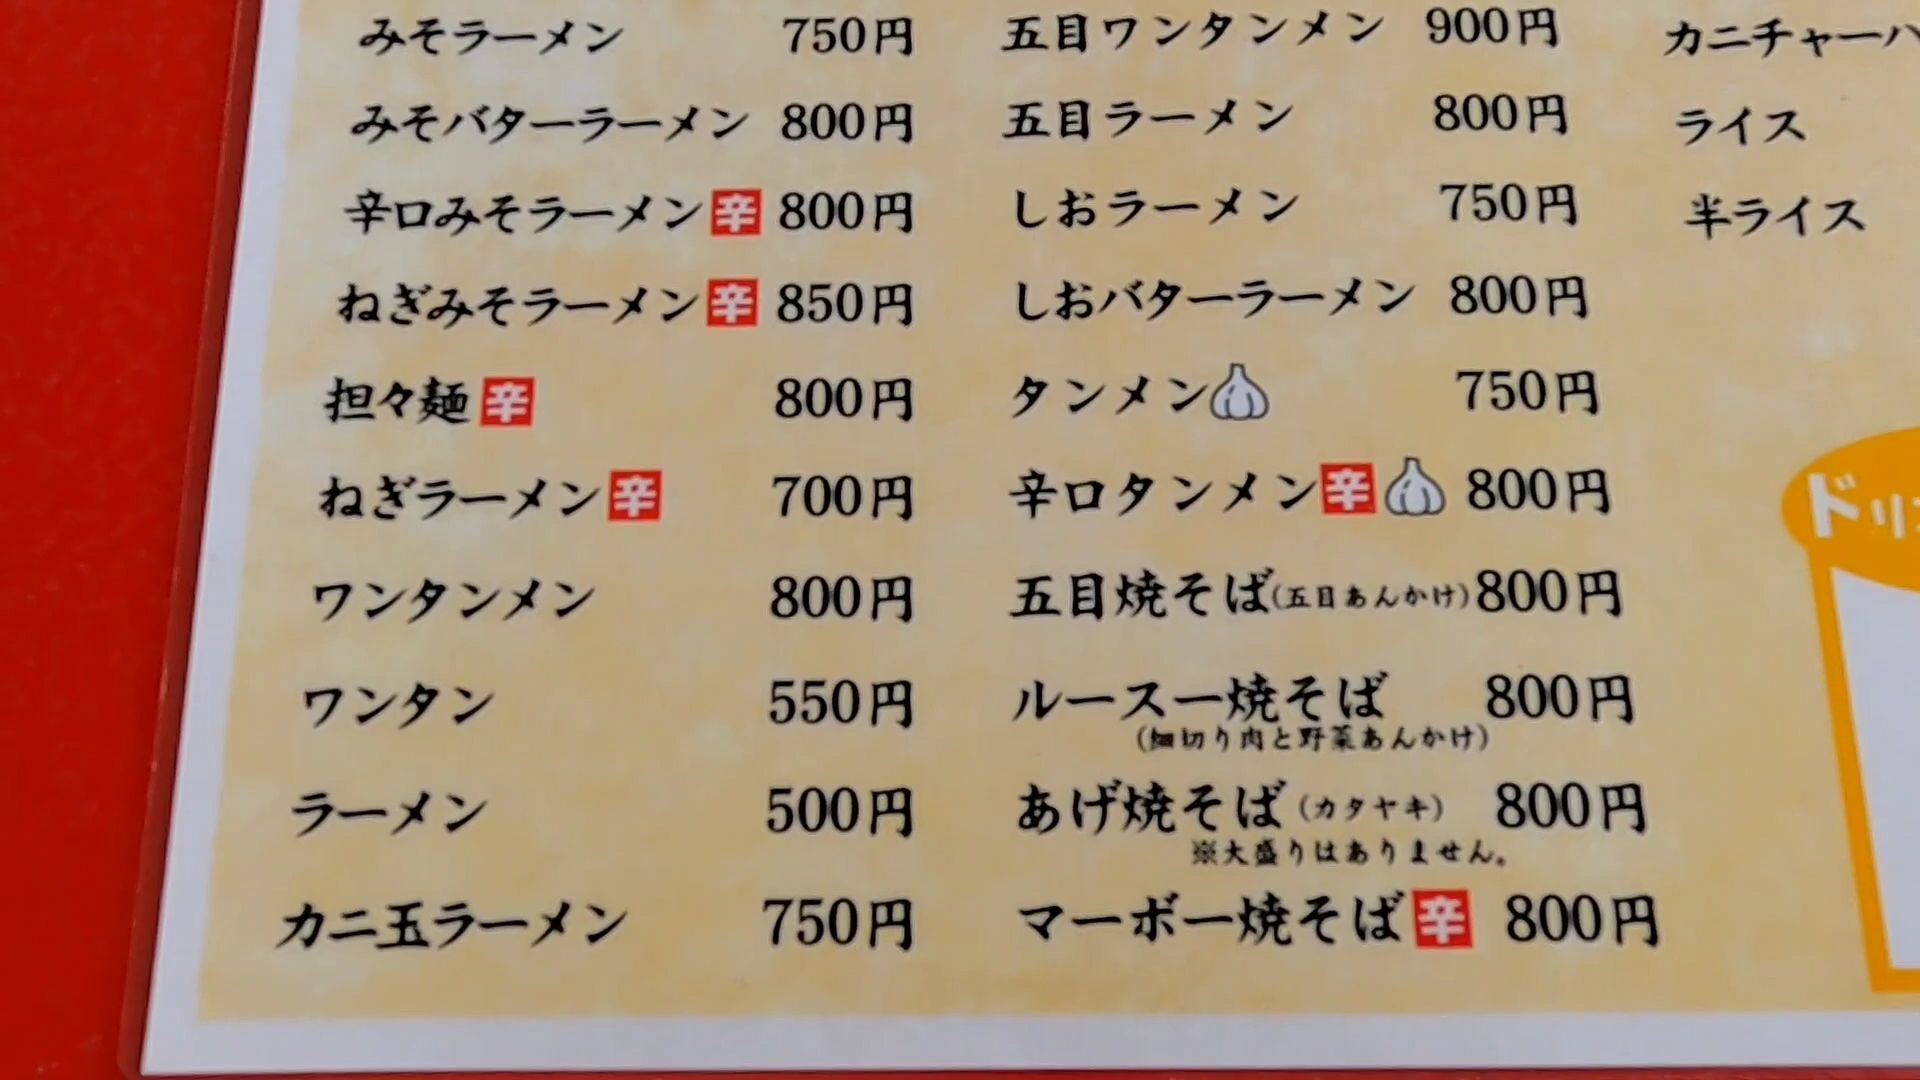 みそラーメン 750円
みそバターラーメン 800円
辛口みそラーメン 辛 800円
ねぎみそラーメン 辛 850円
担々麺 辛 800円
ねぎラーメン 辛 700円
ワンタンメン 800円
ワンタン 550円
ラーメン 500円
カニ玉ラーメン 750円
五目ワンタンメン 900円
五目ラーメン 800円
しおラーメン 750円
しおバターラーメン 800円
タンメン 750円
辛口タンメン 辛 800円
五目焼そば(五目あんかけ) 800円
ルースー焼そば 800円
(細切り肉と野菜あんかけ)
あげ焼そば(カタヤキ) 800円
※大盛りはありません。
マーボー焼そば 辛 800円
カニチャーハ
ライス
半ライス
ドリ